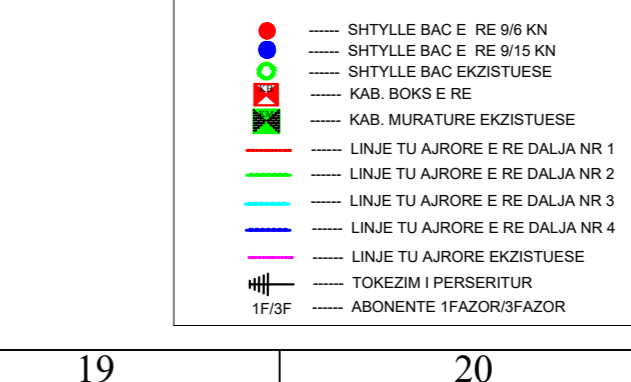 ------ SHTYLLE BAC E RE 9/6 KN
------ SHTYLLE BAC E RE 9/15 KN
------ SHTYLLE BAC EKZISTUESE
------ KAB. BOKS E RE
------ KAB. MURATURE EKZISTUESE
------ LINJE TU AJRORE E RE DALJA NR 1
------ LINJE TU AJRORE E RE DALJA NR 2
------ LINJE TU AJRORE E RE DALJA NR 3
------ LINJE TU AJRORE E RE DALJA NR 4
------ LINJE TU AJRORE EKZISTUESE
------ TOKEZIM I PERSERITUR
1F/3F ------ ABONENTE 1FAZOR/3FAZOR
19 20